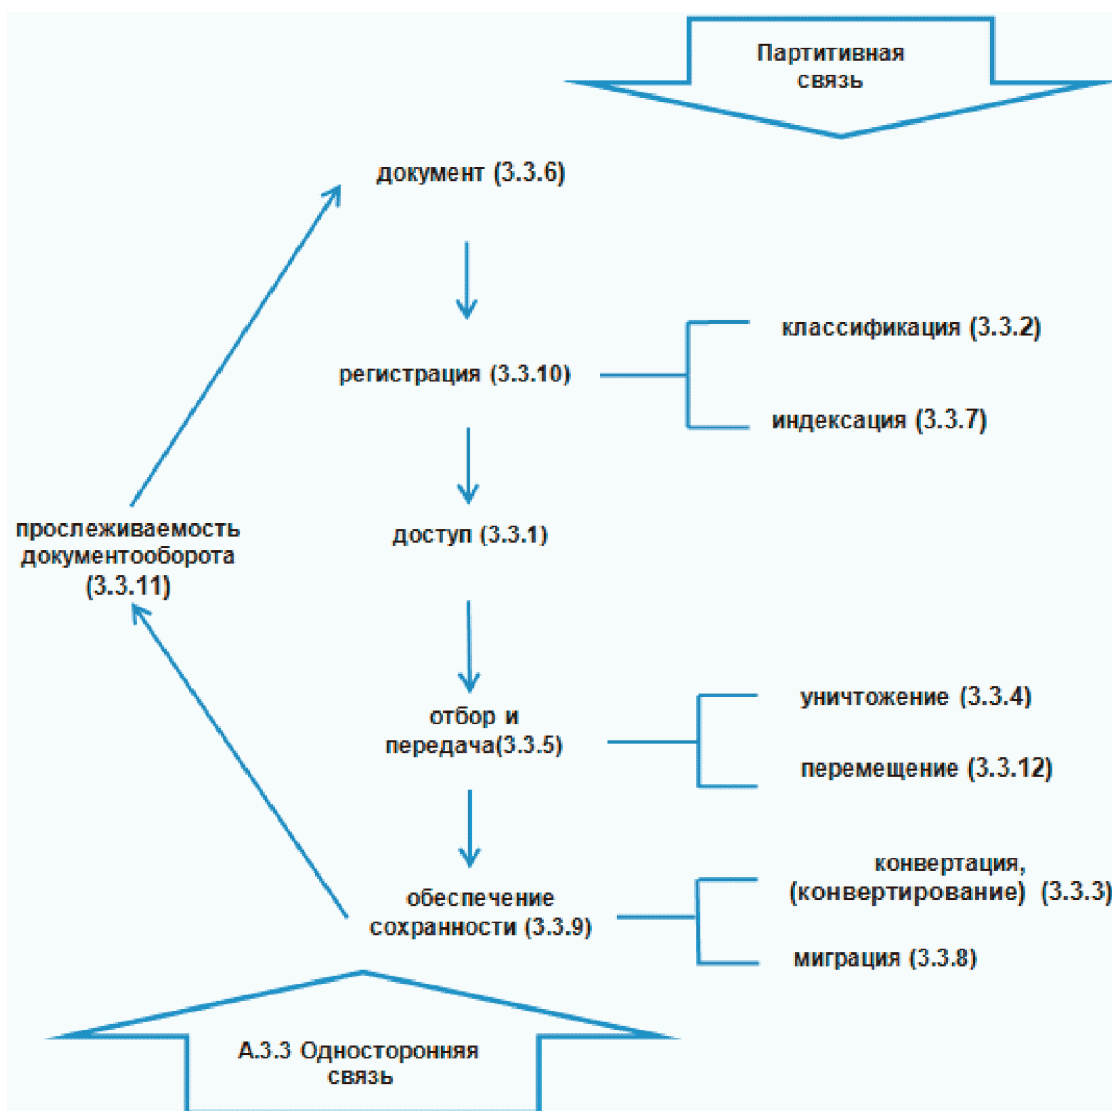 Партитивная
связь
документ (3.3.6)
классификация (3.3.2)
регистрация (3.3.10)
индексация (3.3.7)
прослеживаемость
документооборота
(3.3.11)
доступ (3.3.1)
уничтожение (3.3.4)
отбор и
передача(3.3.5)
перемещение (3.3.12)
конвертация,
(конвертирование) (3.3.3)
обеспечение
сохранности (3.3.9)
миграция (3.3.8)
А.3.3 Односторонняя
связь